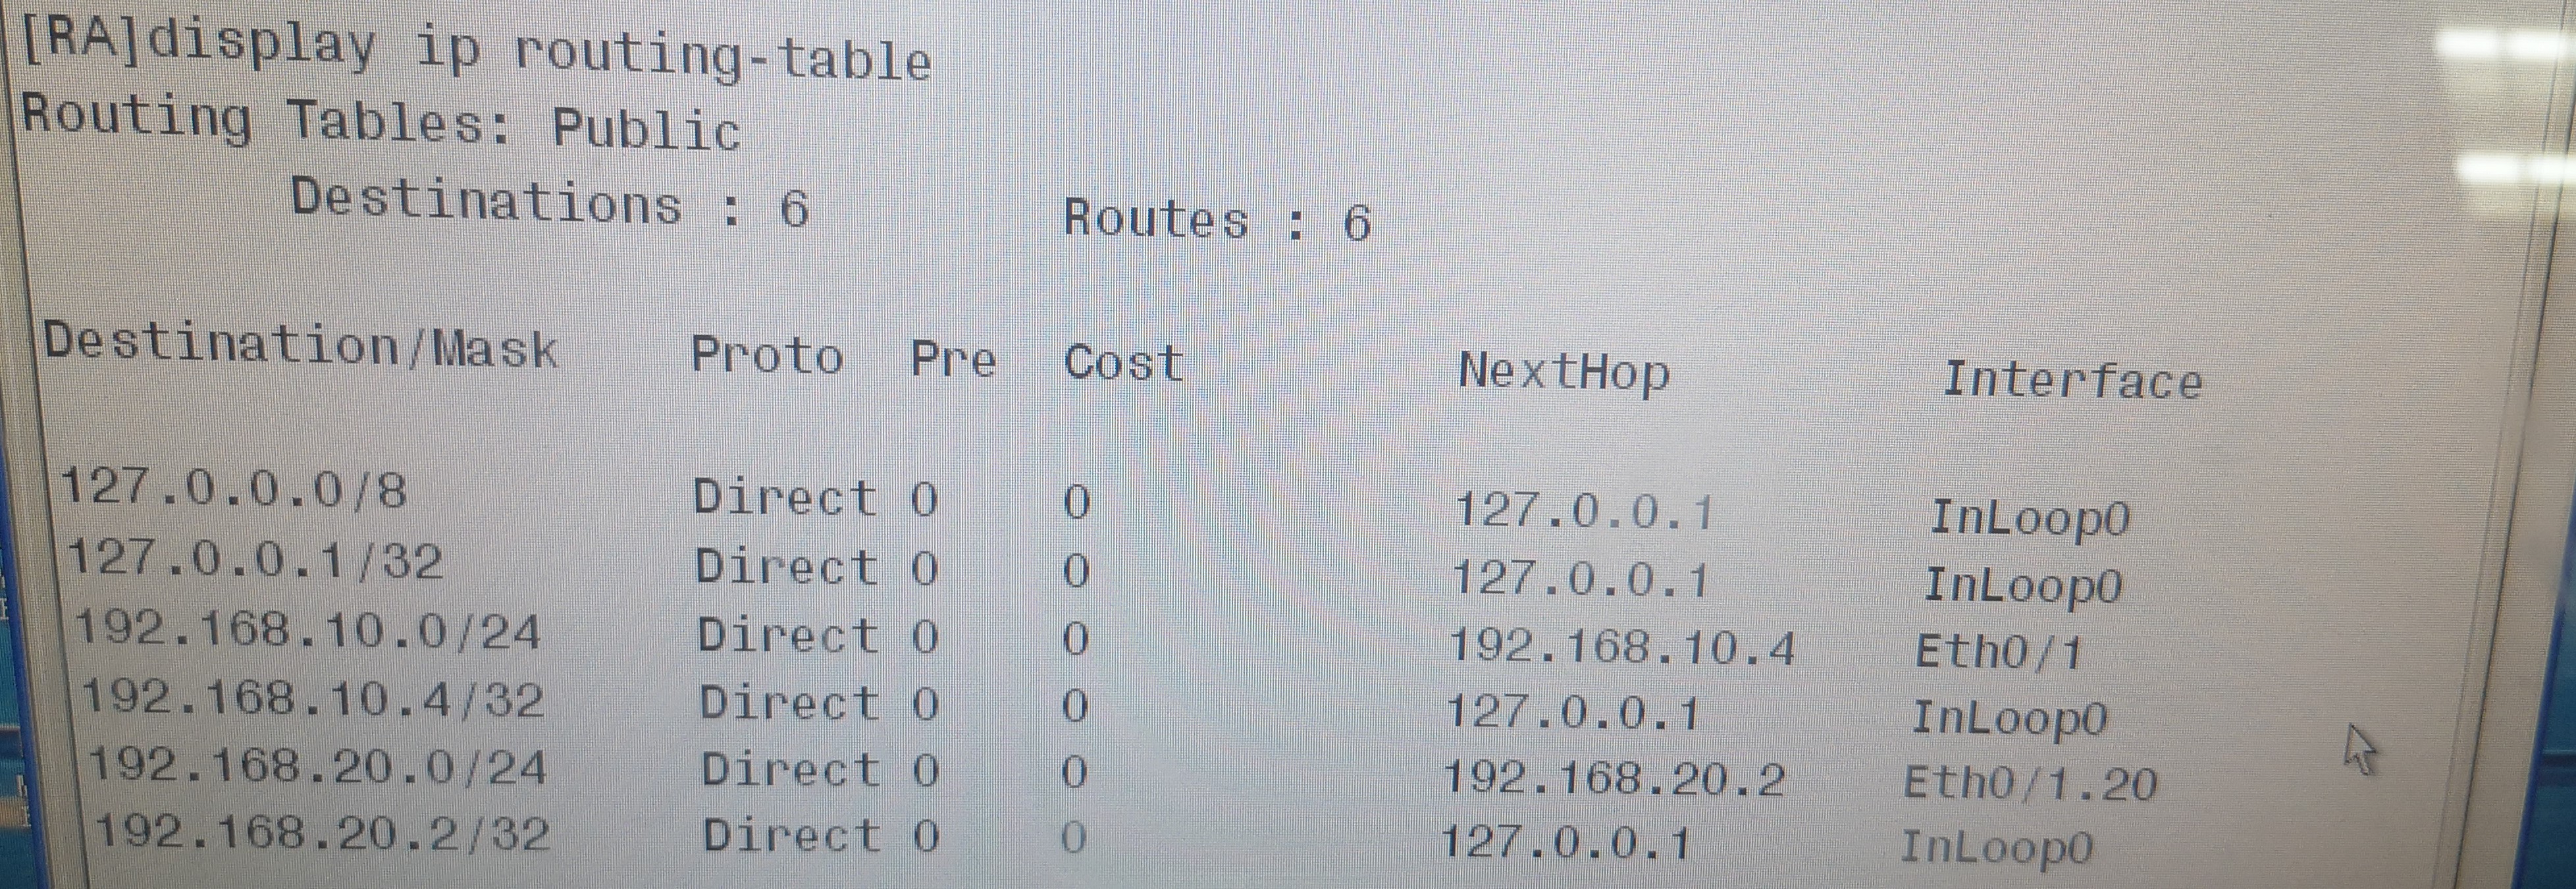 [RA]display ip routing-table
Routing Tables: Public
Destinations : 6 Routes : 6
Destination/Mask Proto Pre Cost NextHop Interface
127.0.0.0/8 Direct 0 0 127.0.0.1 InLoop0
127.0.0.1/32 Direct 0 0 127.0.0.1 InLoop0
192.168.10.0/24 Direct 0 0 192.168.10.4 Eth0/1
192.168.10.4/32 Direct 0 0 127.0.0.1 InLoop0
192.168.20.0/24 Direct 0 0 192.168.20.2 Eth0/1.20
192.168.20.2/32 Direct 0 0 127.0.0.1 InLoop0